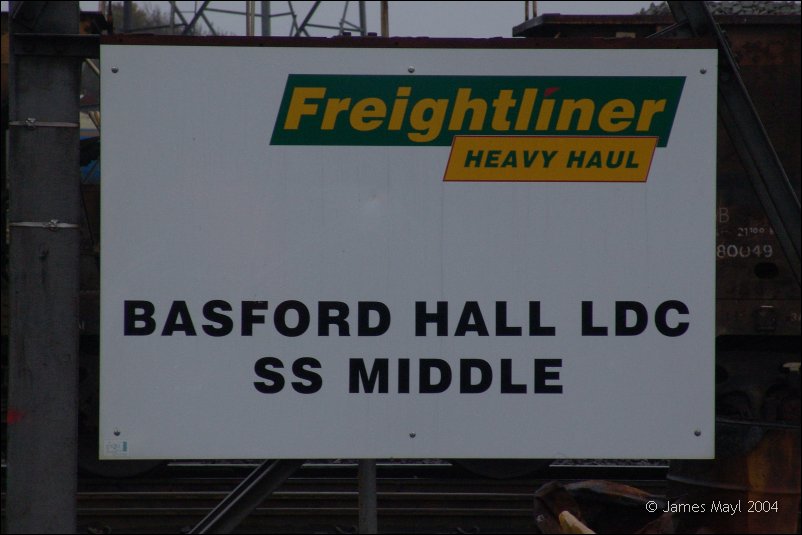 Freightliner
HEAVY HAUL
BASFORD HALL LDC
SS MIDDLE
80049
© James Mayl 2004